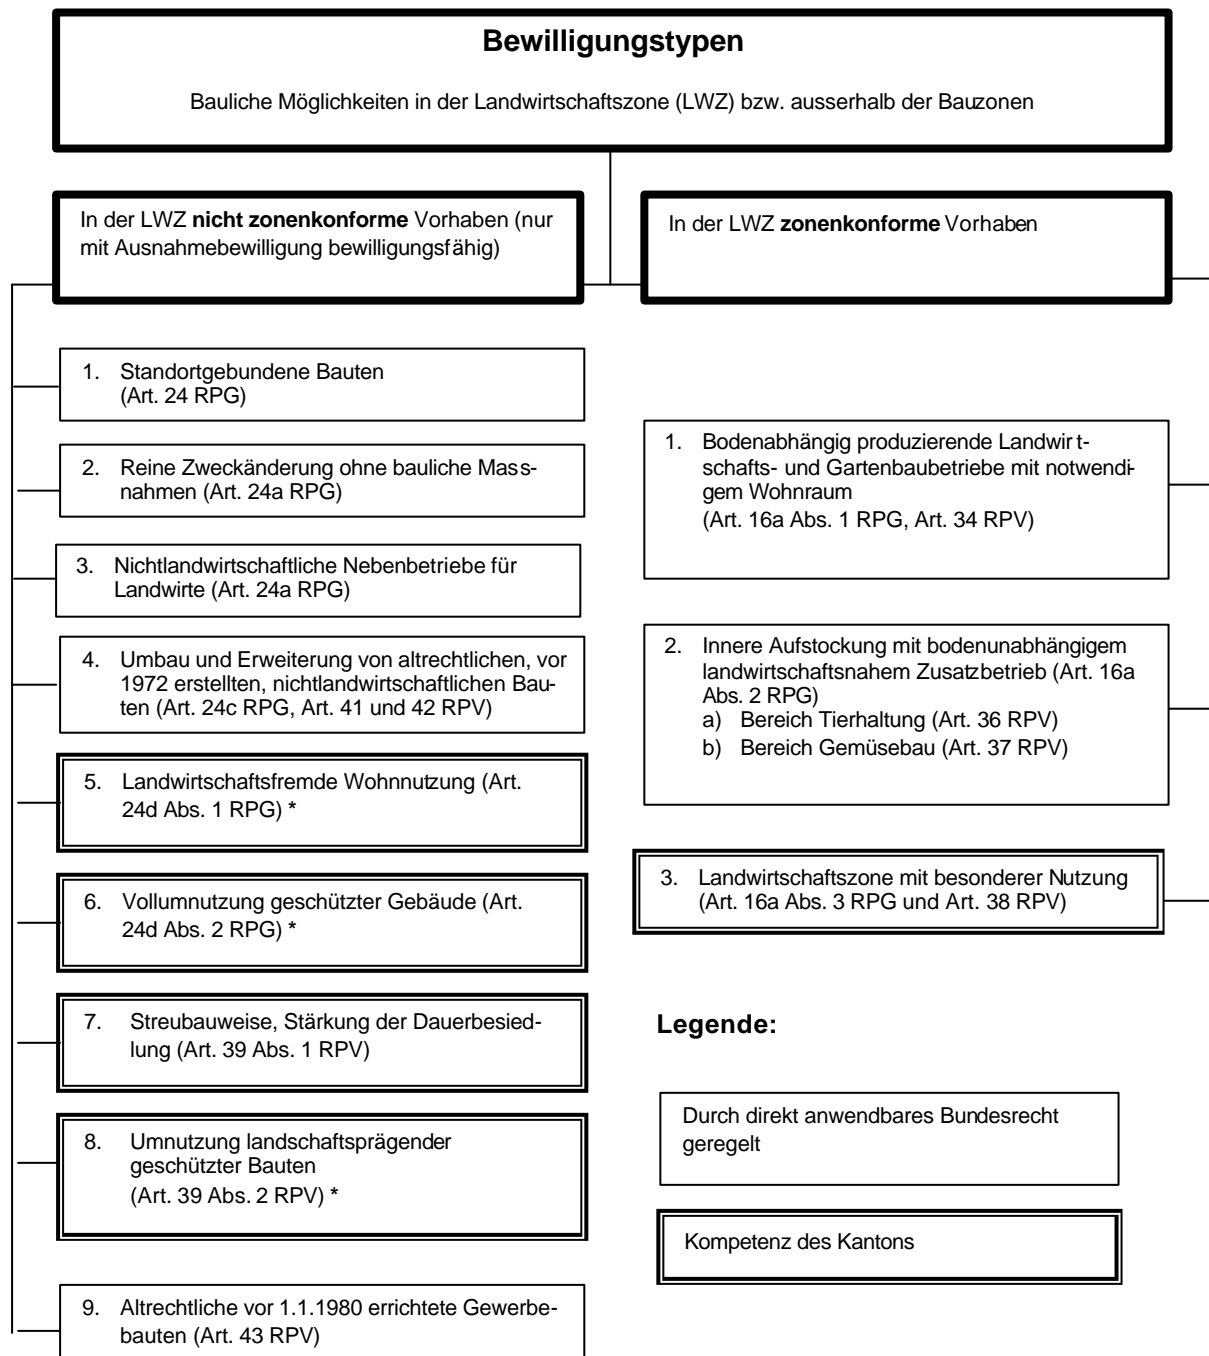 Bewilligungstypen
Bauliche Möglichkeiten in der Landwirtschaftszone (LWZ) bzw. ausserhalb der Bauzonen
In der LWZ nicht zonenkonforme Vorhaben (nur
mit Ausnahmebewilligung bewilligungsfähig)
1. Standortgebundene Bauten
(Art. 24 RPG)
2. Reine Zweckänderung ohne bauliche Mass-
nahmen (Art. 24a RPG)
3. Nichtlandwirtschaftliche Nebenbetriebe für
Landwirte (Art. 24a RPG)
4. Umbau und Erweiterung von altrechtlichen, vor
1972 erstellten, nichtlandwirtschaftlichen Bau-
ten (Art. 24c RPG, Art. 41 und 42 RPV)
5. Landwirtschaftsfremde Wohnnutzung (Art.
24d Abs. 1 RPG) *
6. Vollumnutzung geschützter Gebäude (Art.
24d Abs. 2 RPG) *
7. Streubauweise, Stärkung der Dauerbesied-
lung (Art. 39 Abs. 1 RPV)
8. Umnutzung landschaftsprägender
geschützter Bauten
(Art. 39 Abs. 2 RPV) *
9. Altrechtliche vor 1.1.1980 errichtete Gewerbe-
bauten (Art. 43 RPV)
In der LWZ zonenkonforme Vorhaben
1. Bodenabhängig produzierende Landwirt-
schafts- und Gartenbaubetriebe mit notwendi-
gem Wohnraum
(Art. 16a Abs. 1 RPG, Art. 34 RPV)
2. Innere Aufstockung mit bodenunabhängigem
landwirtschaftsnahem Zusatzbetrieb (Art. 16a
Abs. 2 RPG)
a) Bereich Tierhaltung (Art. 36 RPV)
b) Bereich Gemüsebau (Art. 37 RPV)
3. Landwirtschaftszone mit besonderer Nutzung
(Art. 16a Abs. 3 RPG und Art. 38 RPV)
Legende:
Durch direkt anwendbares Bundesrecht
geregelt
Kompetenz des Kantons